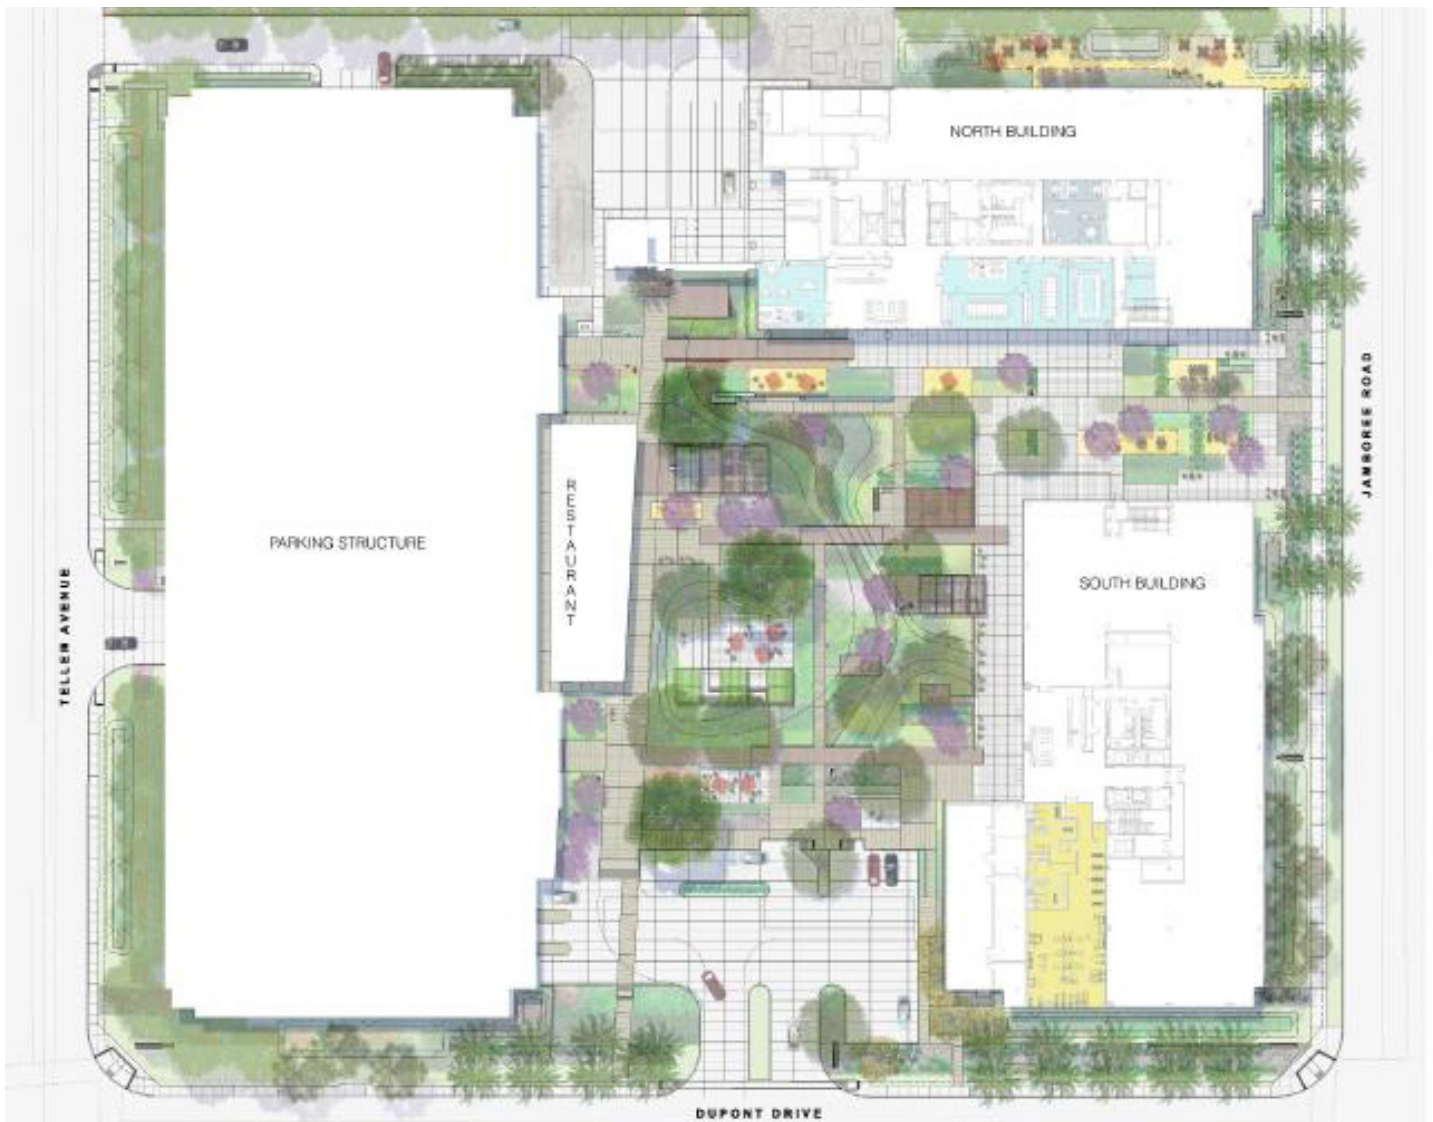 NORTH BUILDING
JAMBOREE ROAD
RESTAURANT
PARKING STRUCTURE
TELLER AVENUE
SOUTH BUILDING
DUPONT DRIVE